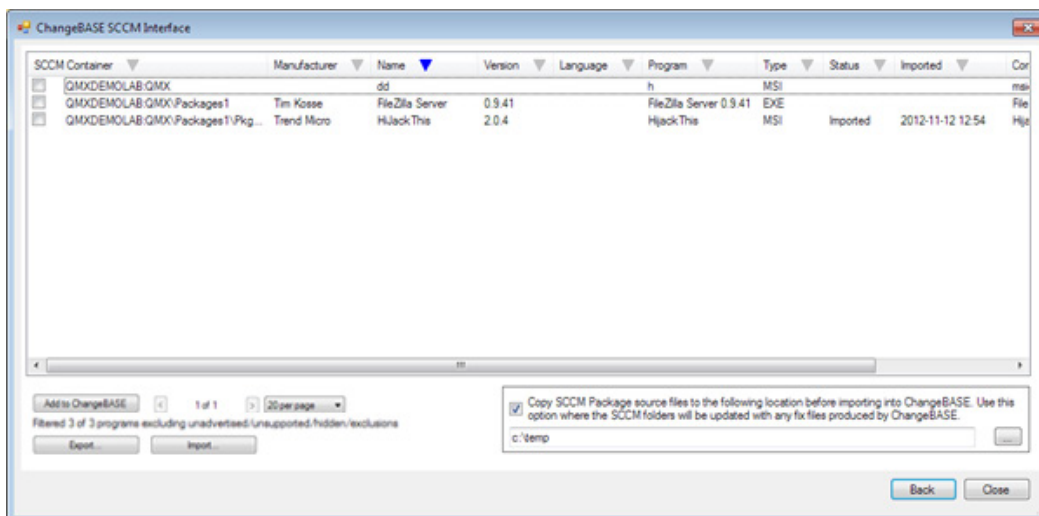 ChangeBASE SCCM Interface
SCCM Container Manufacturer Name Version Language Program Type Status Imported Cor
QMXDEMOLAB:QMX dd h MSI msi
QMXDEMOLAB:QMX\Packages1 Tim Kosse FileZilla Server 0.9.41 FileZilla Server 0.9.41 EXE File
QMXDEMOLAB:QMX\Packages1\Pkg... Trend Micro HiJackThis 2.0.4 HijackThis MSI Imported 2012-11-12 12:54 Hija
Add to ChangeBASE < 1 of 1 > 20 per page
Filtered 3 of 3 programs excluding unadvertised/unsupported/hidden/exclusions
Export... Import...
Copy SCCM Package source files to the following location before importing into ChangeBASE. Use this
option where the SCCM folders will be updated with any fix files produced by ChangeBASE.
c:\temp ...
Back Close